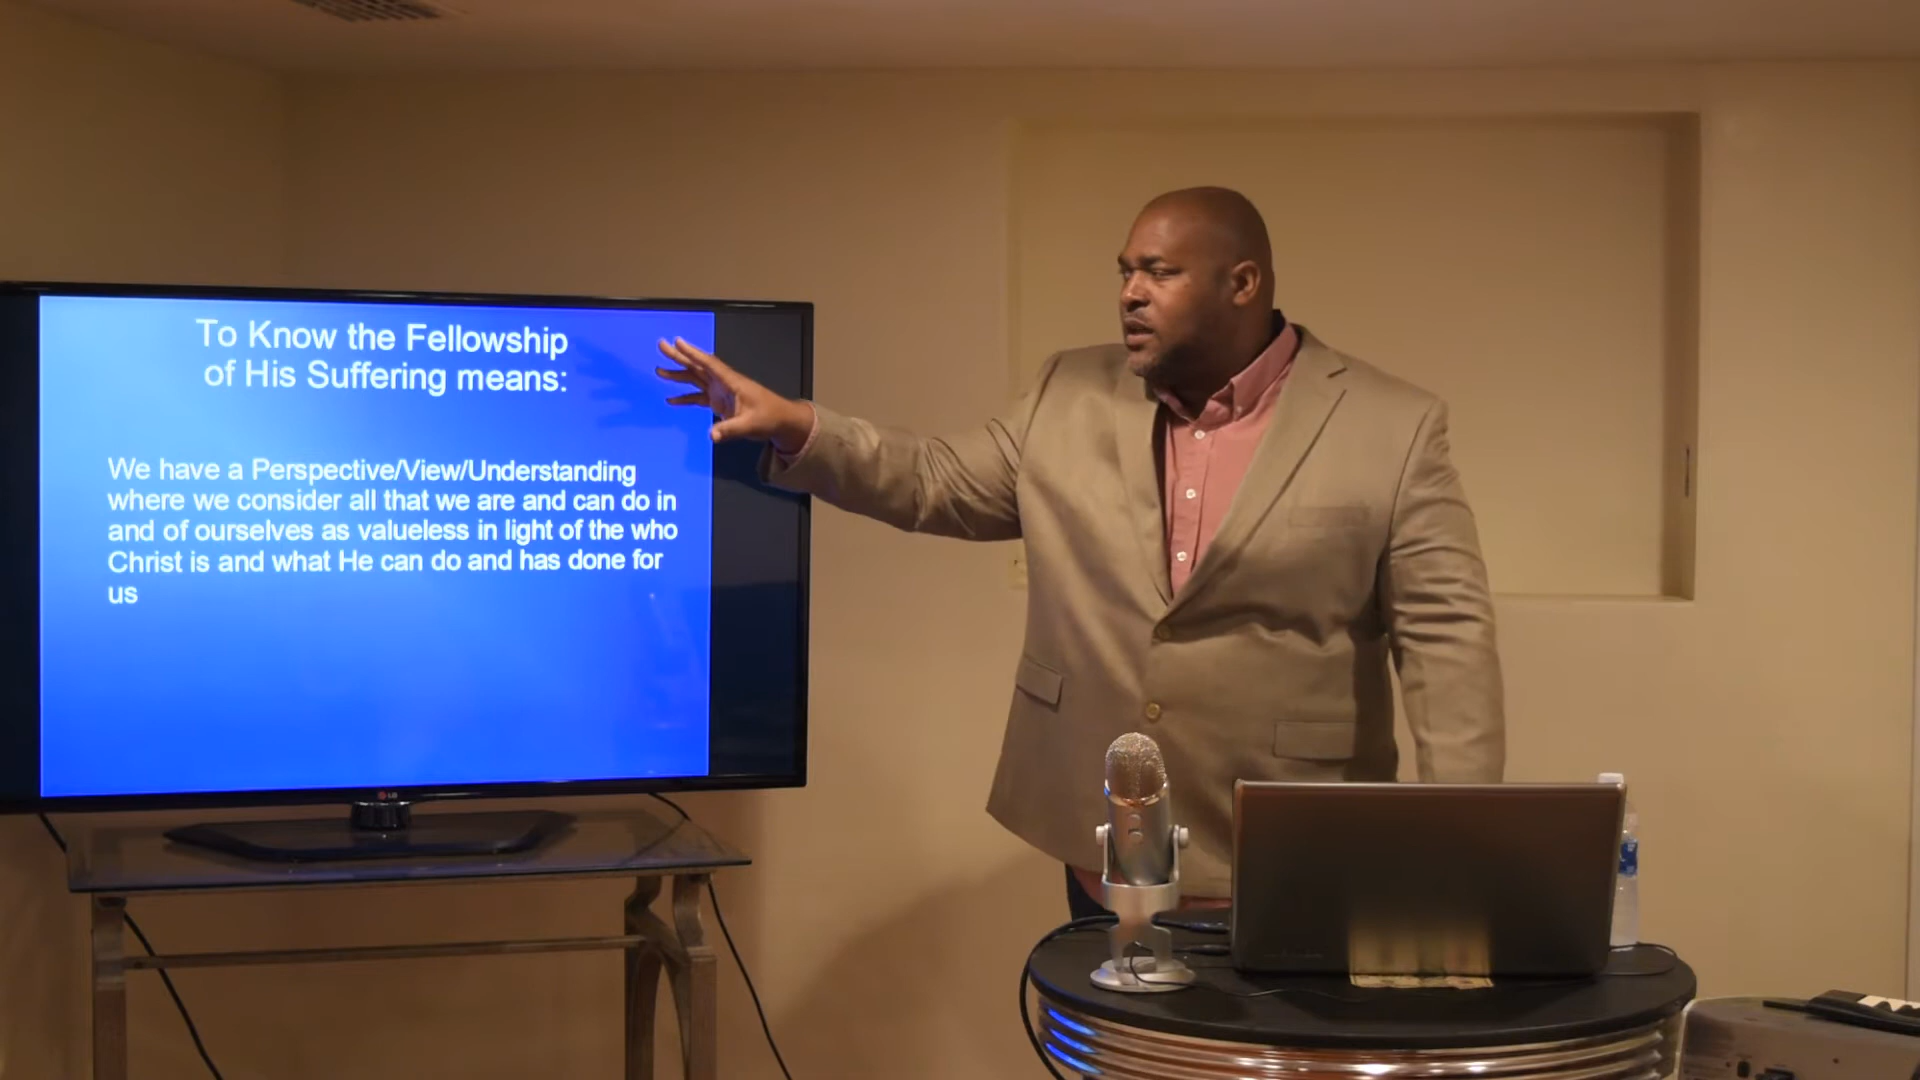 To Know the Fellowship
of His Suffering means:
We have a Perspective/View/Understanding
where we consider all that we are and can do in
and of ourselves as valueless in light of the who
Christ is and what He can do and has done for
us
LG